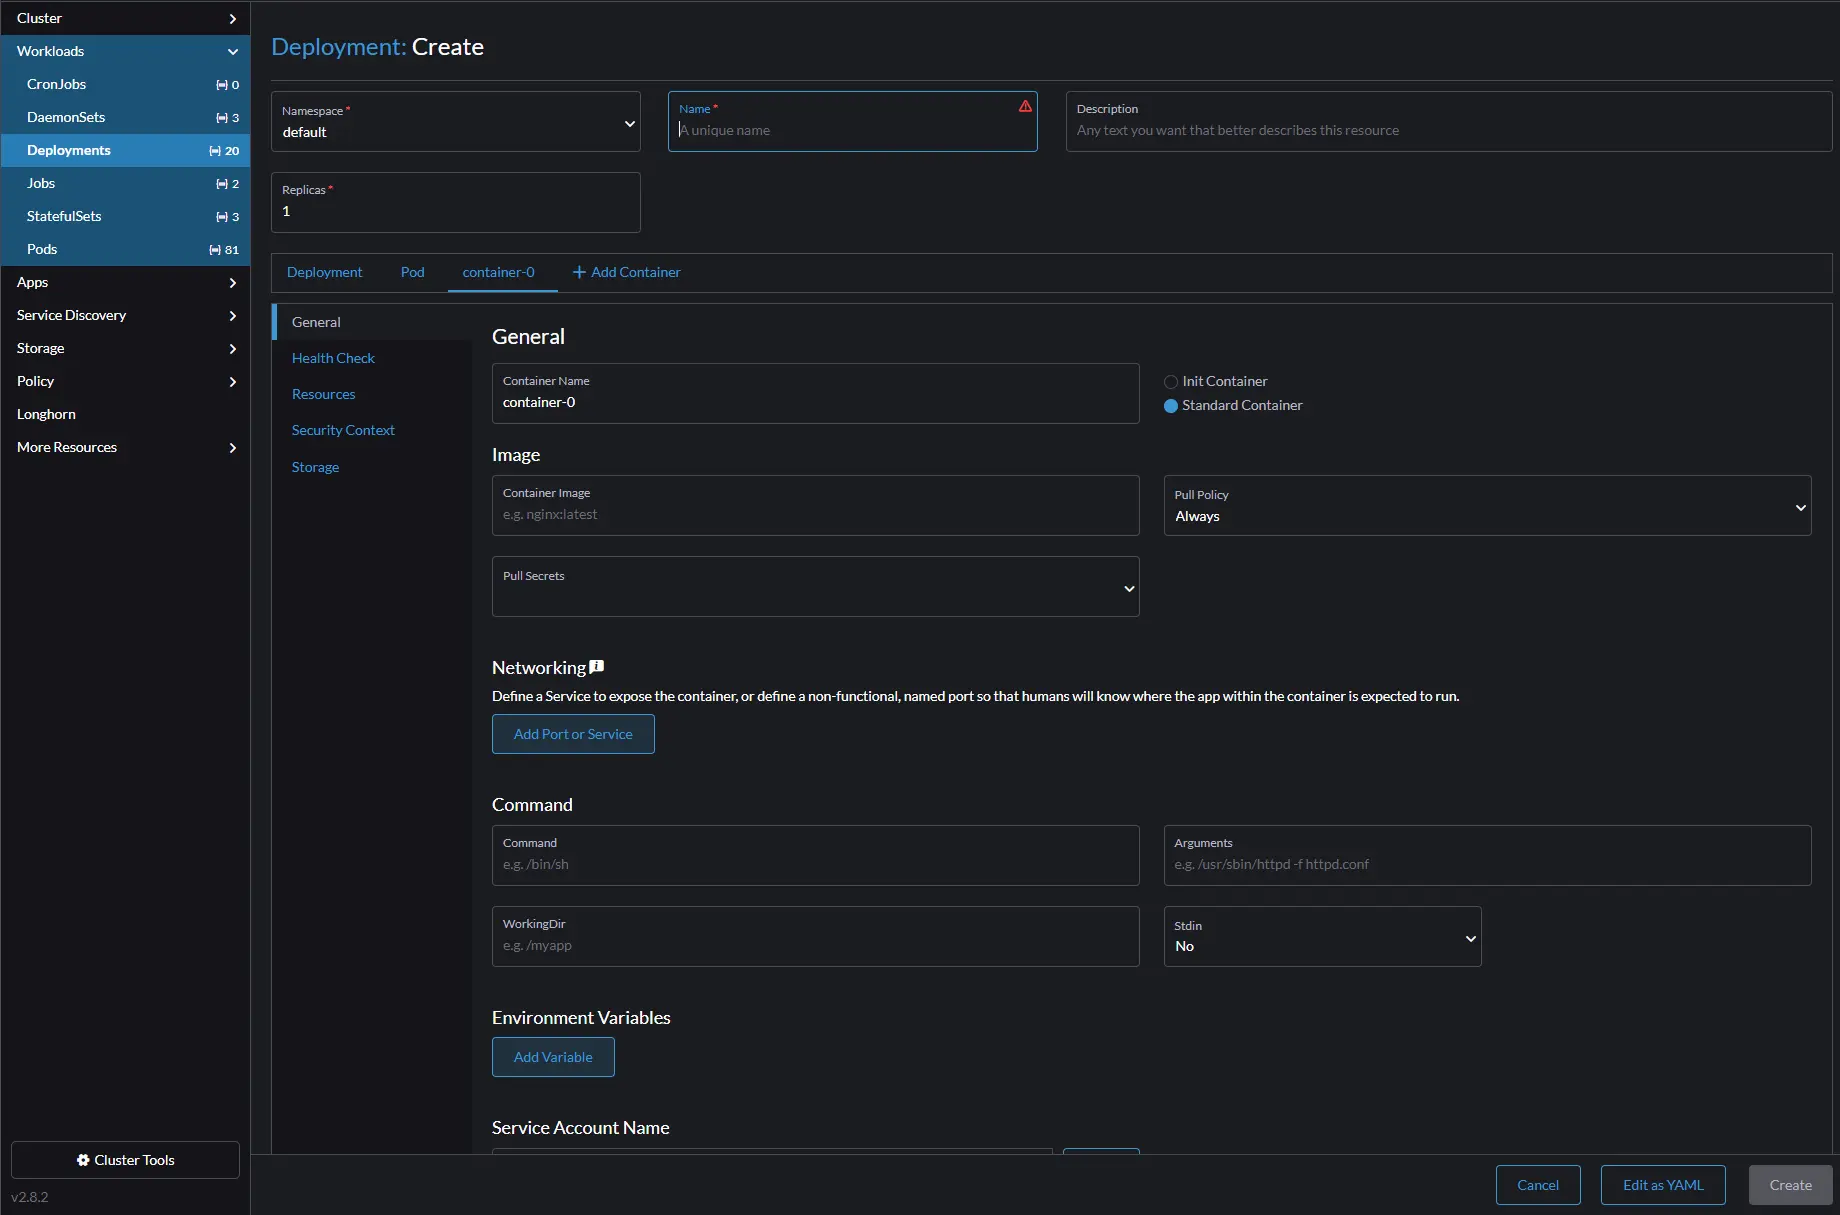 Cluster
Workloads
CronJobs 0
DaemonSets 3
Deployments 20
Jobs 2
StatefulSets 3
Pods 81
Apps
Service Discovery
Storage
Policy
Longhorn
More Resources
Cluster Tools
v2.8.2
Deployment: Create
Namespace *
default
Name *
A unique name
Description
Any text you want that better describes this resource
Replicas *
1
Deployment Pod container-0 + Add Container
General
Health Check
Resources
Security Context
Storage
General
Container Name
container-0
Init Container
Standard Container
Image
Container Image
e.g. nginx:latest
Pull Policy
Always
Pull Secrets
Networking
Define a Service to expose the container, or define a non-functional, named port so that humans will know where the app within the container is expected to run.
Add Port or Service
Command
Command
e.g. /bin/sh
Arguments
e.g. /usr/sbin/httpd -f httpd.conf
WorkingDir
e.g. /myapp
Stdin
No
Environment Variables
Add Variable
Service Account Name
Cancel Edit as YAML Create